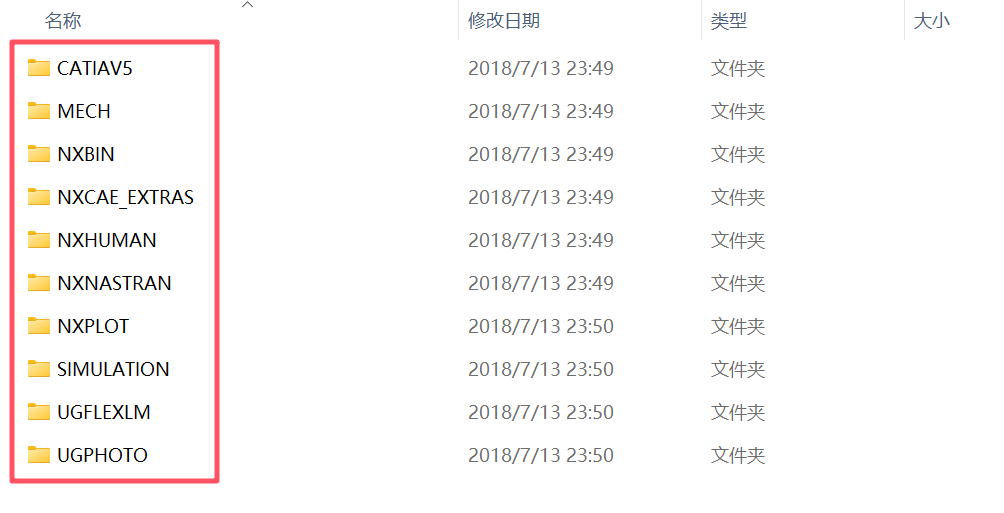 名称 修改日期 类型 大小
CATIAV5 2018/7/13 23:49 文件夹
MECH 2018/7/13 23:49 文件夹
NXBIN 2018/7/13 23:49 文件夹
NXCAE_EXTRAS 2018/7/13 23:49 文件夹
NXHUMAN 2018/7/13 23:49 文件夹
NXNASTRAN 2018/7/13 23:49 文件夹
NXPLOT 2018/7/13 23:50 文件夹
SIMULATION 2018/7/13 23:50 文件夹
UGFLEXLM 2018/7/13 23:50 文件夹
UGPHOTO 2018/7/13 23:50 文件夹